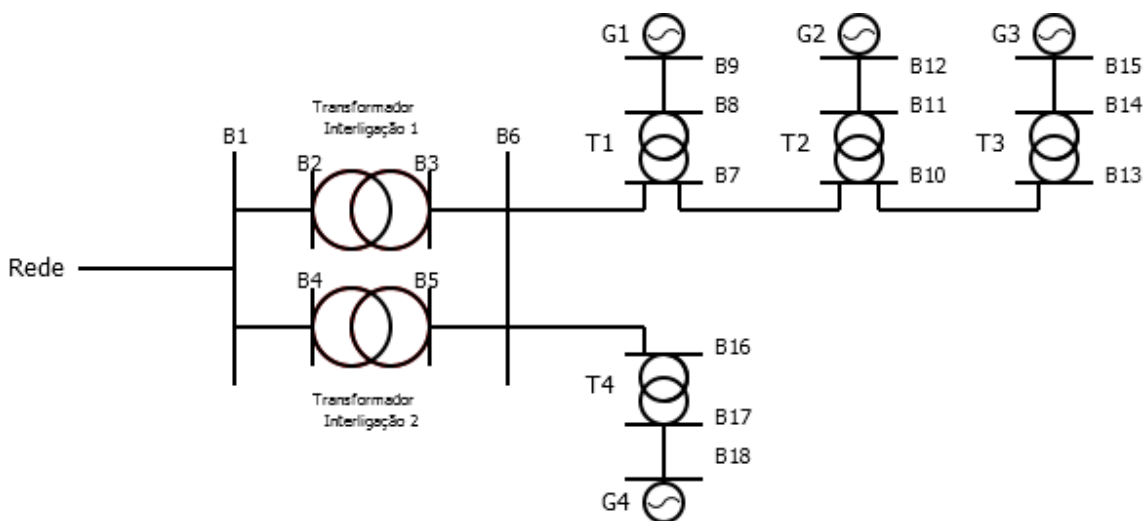 G1
G2
G3
B9
B12
B15
B8
B11
B14
Transformador
Interligação 1
B1
B6
T1
T2
T3
B2
B3
B7
B10
B13
Rede
B4
B5
B16
T4
Transformador
Interligação 2
B17
B18
G4